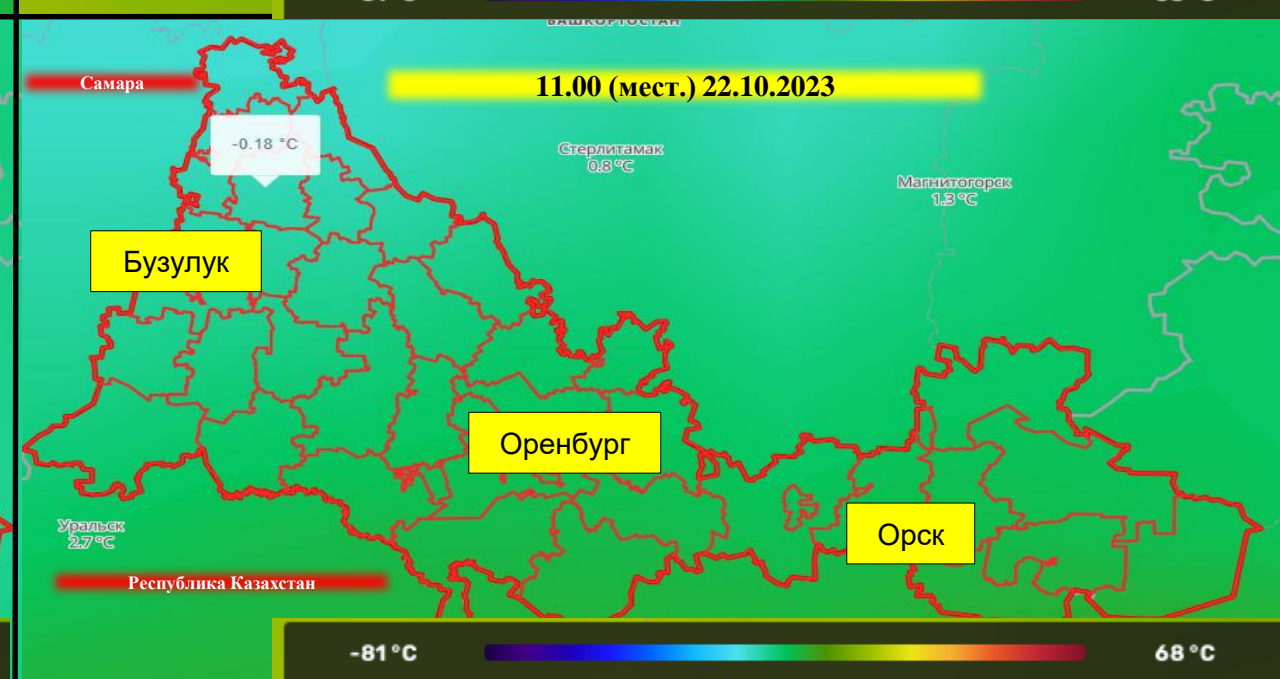 БАШКОРТОСТАН
Самара
11.00 (мест.) 22.10.2023
-0.18 °C
Стерлитамак
0.8 °C
Магнитогорск
1.3 °C
Бузулук
Оренбург
Орск
Уральск
2.7 °C
Республика Казахстан
-81 °C
68 °C